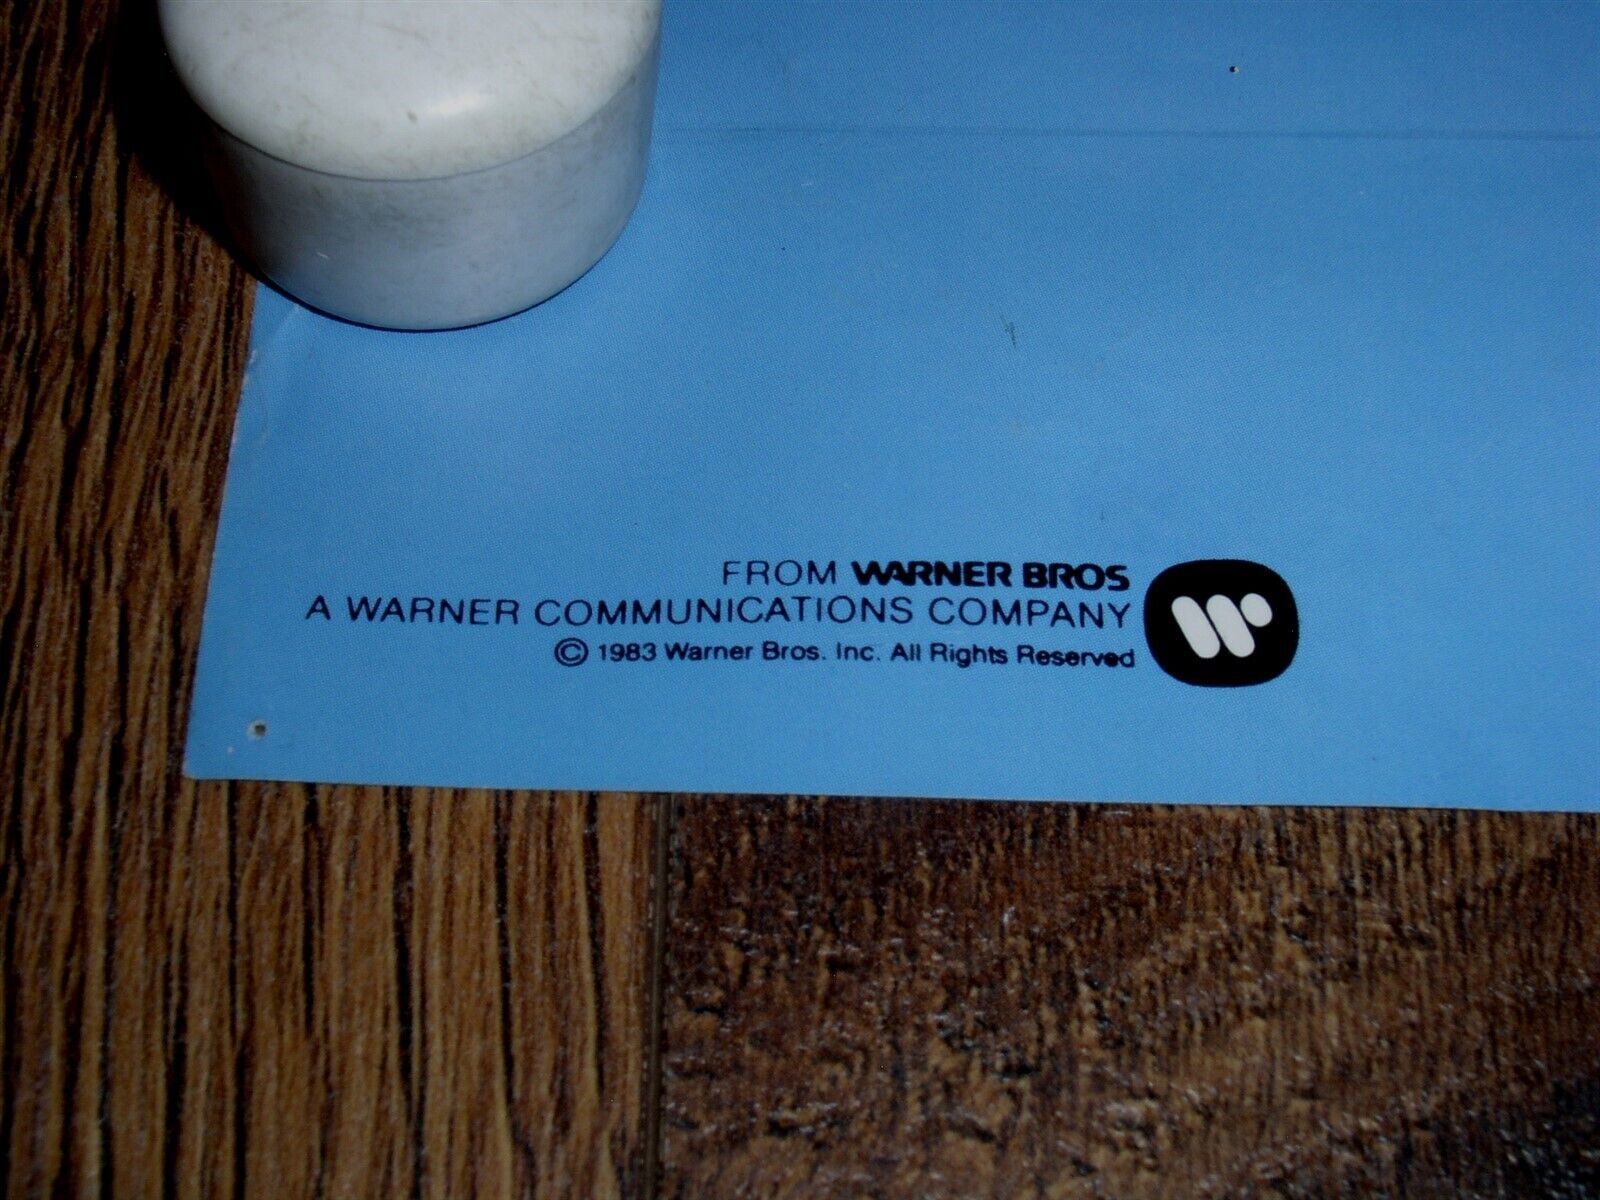 FROM WARNER BROS
A WARNER COMMUNICATIONS COMPANY
© 1983 Warner Bros. Inc. All Rights Reserved